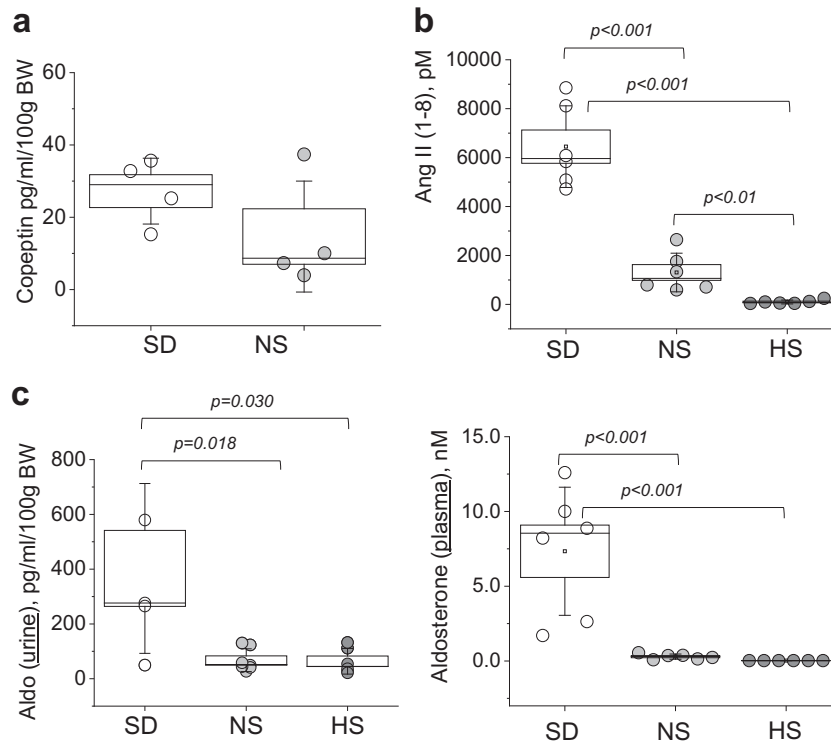 a
Copeptin pg/ml/100g BW
60
40
20
0
SD NS
b
Ang II (1-8), pM
p<0.001
p<0.001
p<0.01
10000
8000
6000
4000
2000
0
SD NS HS
c
Aldo (urine), pg/ml/100g BW
p=0.030
p=0.018
800
600
400
200
0
SD NS HS
Aldosterone (plasma), nM
p<0.001
p<0.001
15.0
10.0
5.0
0.0
SD NS HS